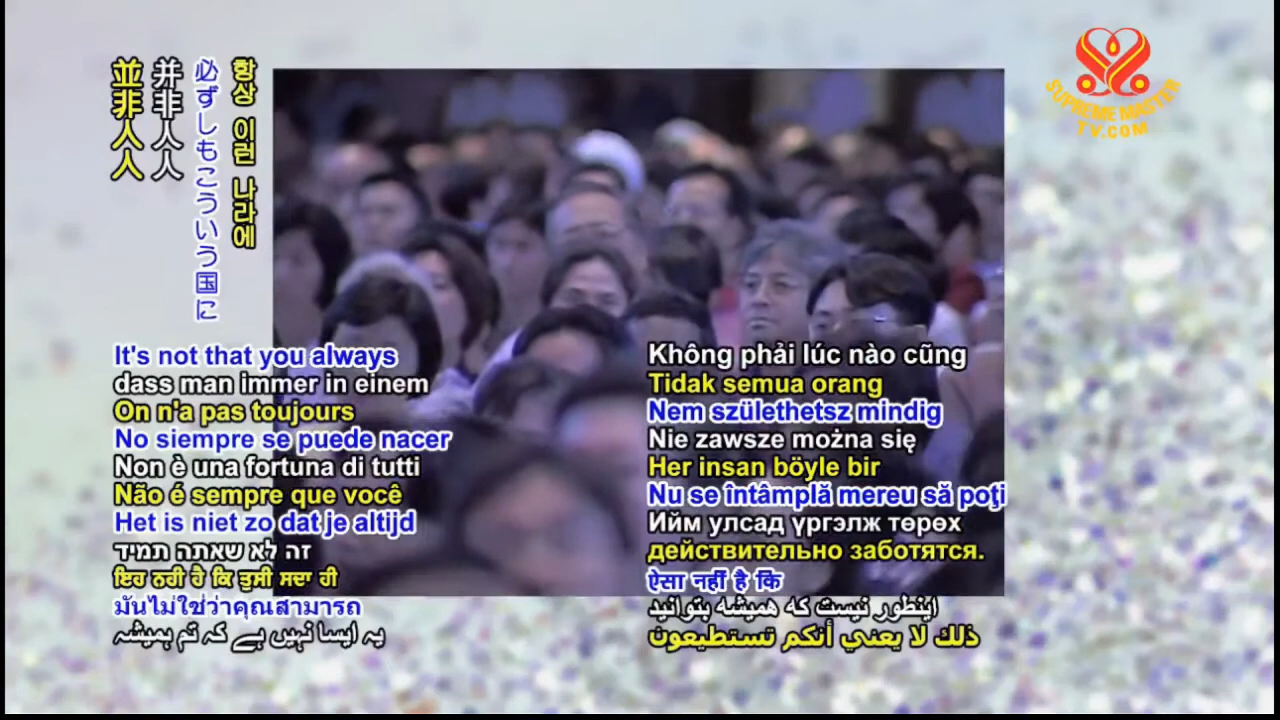 並非人人
并非人人
必ずしもこういう国に
항상 이런 나라에
SUPREME MASTER
TV.COM
It's not that you always
dass man immer in einem
On n'a pas toujours
No siempre se puede nacer
Non è una fortuna di tutti
Não é sempre que você
Het is niet zo dat je altijd
זה לא שאתה תמיד
ਇਹ ਨਹੀ ਹੈ ਕਿ ਤੁਸੀ ਸਦਾ ਹੀ
มันไม่ใช่ว่าคุณสามารถ
یہ ایسا نہیں ہے کہ تم ہمیشہ
Không phải lúc nào cũng
Tidak semua orang
Nem születhetsz mindig
Nie zawsze można się
Her insan böyle bir
Nu se întâmplă mereu să poţi
Ийм улсад үргэлж төрөх
действительно заботятся.
ऐसा नहीं है कि
اینطور نیست که همیشه بتوانید
ذلك لا يعني أنكم تستطيعون